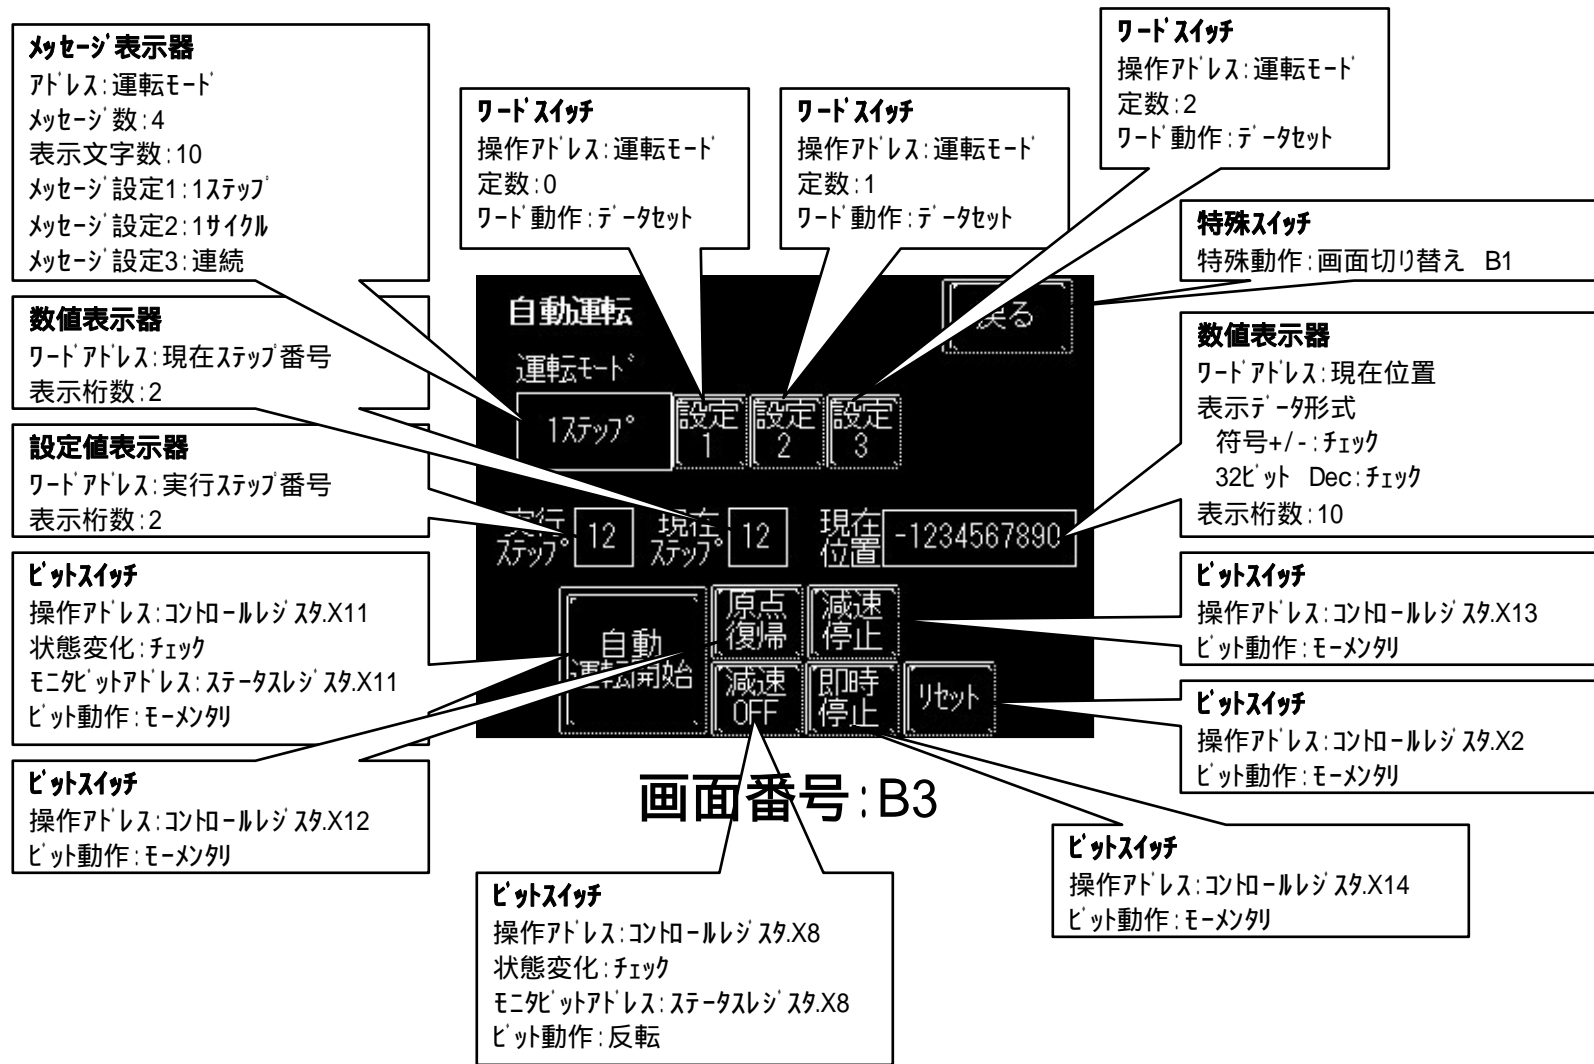 ﾒｯｾｰｼﾞ表示器
ｱﾄﾞﾚｽ:運転ﾓｰﾄﾞ
ﾒｯｾｰｼﾞ数:4
表示文字数:10
ﾒｯｾｰｼﾞ設定1:1ｽﾃｯﾌﾟ
ﾒｯｾｰｼﾞ設定2:1ｻｲｸﾙ
ﾒｯｾｰｼﾞ設定3:連続
ﾜｰﾄﾞｽｲｯﾁ
操作ｱﾄﾞﾚｽ:運転ﾓｰﾄﾞ
定数:0
ﾜｰﾄﾞ動作:ﾃﾞｰﾀｾｯﾄ
ﾜｰﾄﾞｽｲｯﾁ
操作ｱﾄﾞﾚｽ:運転ﾓｰﾄﾞ
定数:1
ﾜｰﾄﾞ動作:ﾃﾞｰﾀｾｯﾄ
ﾜｰﾄﾞｽｲｯﾁ
操作ｱﾄﾞﾚｽ:運転ﾓｰﾄﾞ
定数:2
ﾜｰﾄﾞ動作:ﾃﾞｰﾀｾｯﾄ
特殊ｽｲｯﾁ
特殊動作:画面切り替え B1
数値表示器
ﾜｰﾄﾞｱﾄﾞﾚｽ:現在ｽﾃｯﾌﾟ番号
表示桁数:2
設定値表示器
ﾜｰﾄﾞｱﾄﾞﾚｽ:実行ｽﾃｯﾌﾟ番号
表示桁数:2
ﾋﾞｯﾄｽｲｯﾁ
操作ｱﾄﾞﾚｽ:ｺﾝﾄﾛｰﾙﾚｼﾞｽﾀ.X11
状態変化:ﾁｪｯｸ
ﾓﾆﾀﾋﾞｯﾄｱﾄﾞﾚｽ:ｽﾃｰﾀｽﾚｼﾞｽﾀ.X11
ﾋﾞｯﾄ動作:ﾓｰﾒﾝﾀﾘ
ﾋﾞｯﾄｽｲｯﾁ
操作ｱﾄﾞﾚｽ:ｺﾝﾄﾛｰﾙﾚｼﾞｽﾀ.X12
ﾋﾞｯﾄ動作:ﾓｰﾒﾝﾀﾘ
自動運転
戻る
運転ﾓｰﾄﾞ
1ｽﾃｯﾌﾟ
設定
1
設定
2
設定
3
実行
ｽﾃｯﾌﾟ
12
現在
ｽﾃｯﾌﾟ
12
現在
位置
-1234567890
自動
運転開始
原点
復帰
減速
停止
減速
OFF
即時
停止
ﾘｾｯﾄ
数値表示器
ﾜｰﾄﾞｱﾄﾞﾚｽ:現在位置
表示ﾃﾞｰﾀ形式
符号+/-:ﾁｪｯｸ
32ﾋﾞｯﾄ Dec:ﾁｪｯｸ
表示桁数:10
ﾋﾞｯﾄｽｲｯﾁ
操作ｱﾄﾞﾚｽ:ｺﾝﾄﾛｰﾙﾚｼﾞｽﾀ.X13
ﾋﾞｯﾄ動作:ﾓｰﾒﾝﾀﾘ
ﾋﾞｯﾄｽｲｯﾁ
操作ｱﾄﾞﾚｽ:ｺﾝﾄﾛｰﾙﾚｼﾞｽﾀ.X2
ﾋﾞｯﾄ動作:ﾓｰﾒﾝﾀﾘ
画面番号:B3
ﾋﾞｯﾄｽｲｯﾁ
操作ｱﾄﾞﾚｽ:ｺﾝﾄﾛｰﾙﾚｼﾞｽﾀ.X14
ﾋﾞｯﾄ動作:ﾓｰﾒﾝﾀﾘ
ﾋﾞｯﾄｽｲｯﾁ
操作ｱﾄﾞﾚｽ:ｺﾝﾄﾛｰﾙﾚｼﾞｽﾀ.X8
状態変化:ﾁｪｯｸ
ﾓﾆﾀﾋﾞｯﾄｱﾄﾞﾚｽ:ｽﾃｰﾀｽﾚｼﾞｽﾀ.X8
ﾋﾞｯﾄ動作:反転